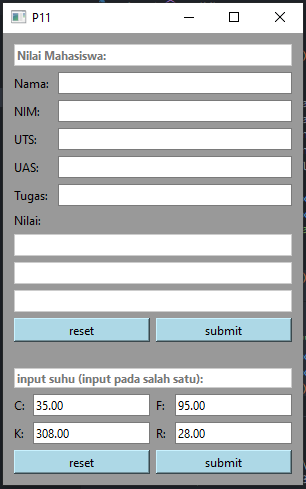 P11
Nilai Mahasiswa:
Nama:
NIM:
UTS:
UAS:
Tugas:
Nilai:
reset submit
input suhu (input pada salah satu):
C: 35.00 F: 95.00
K: 308.00 R: 28.00
reset submit